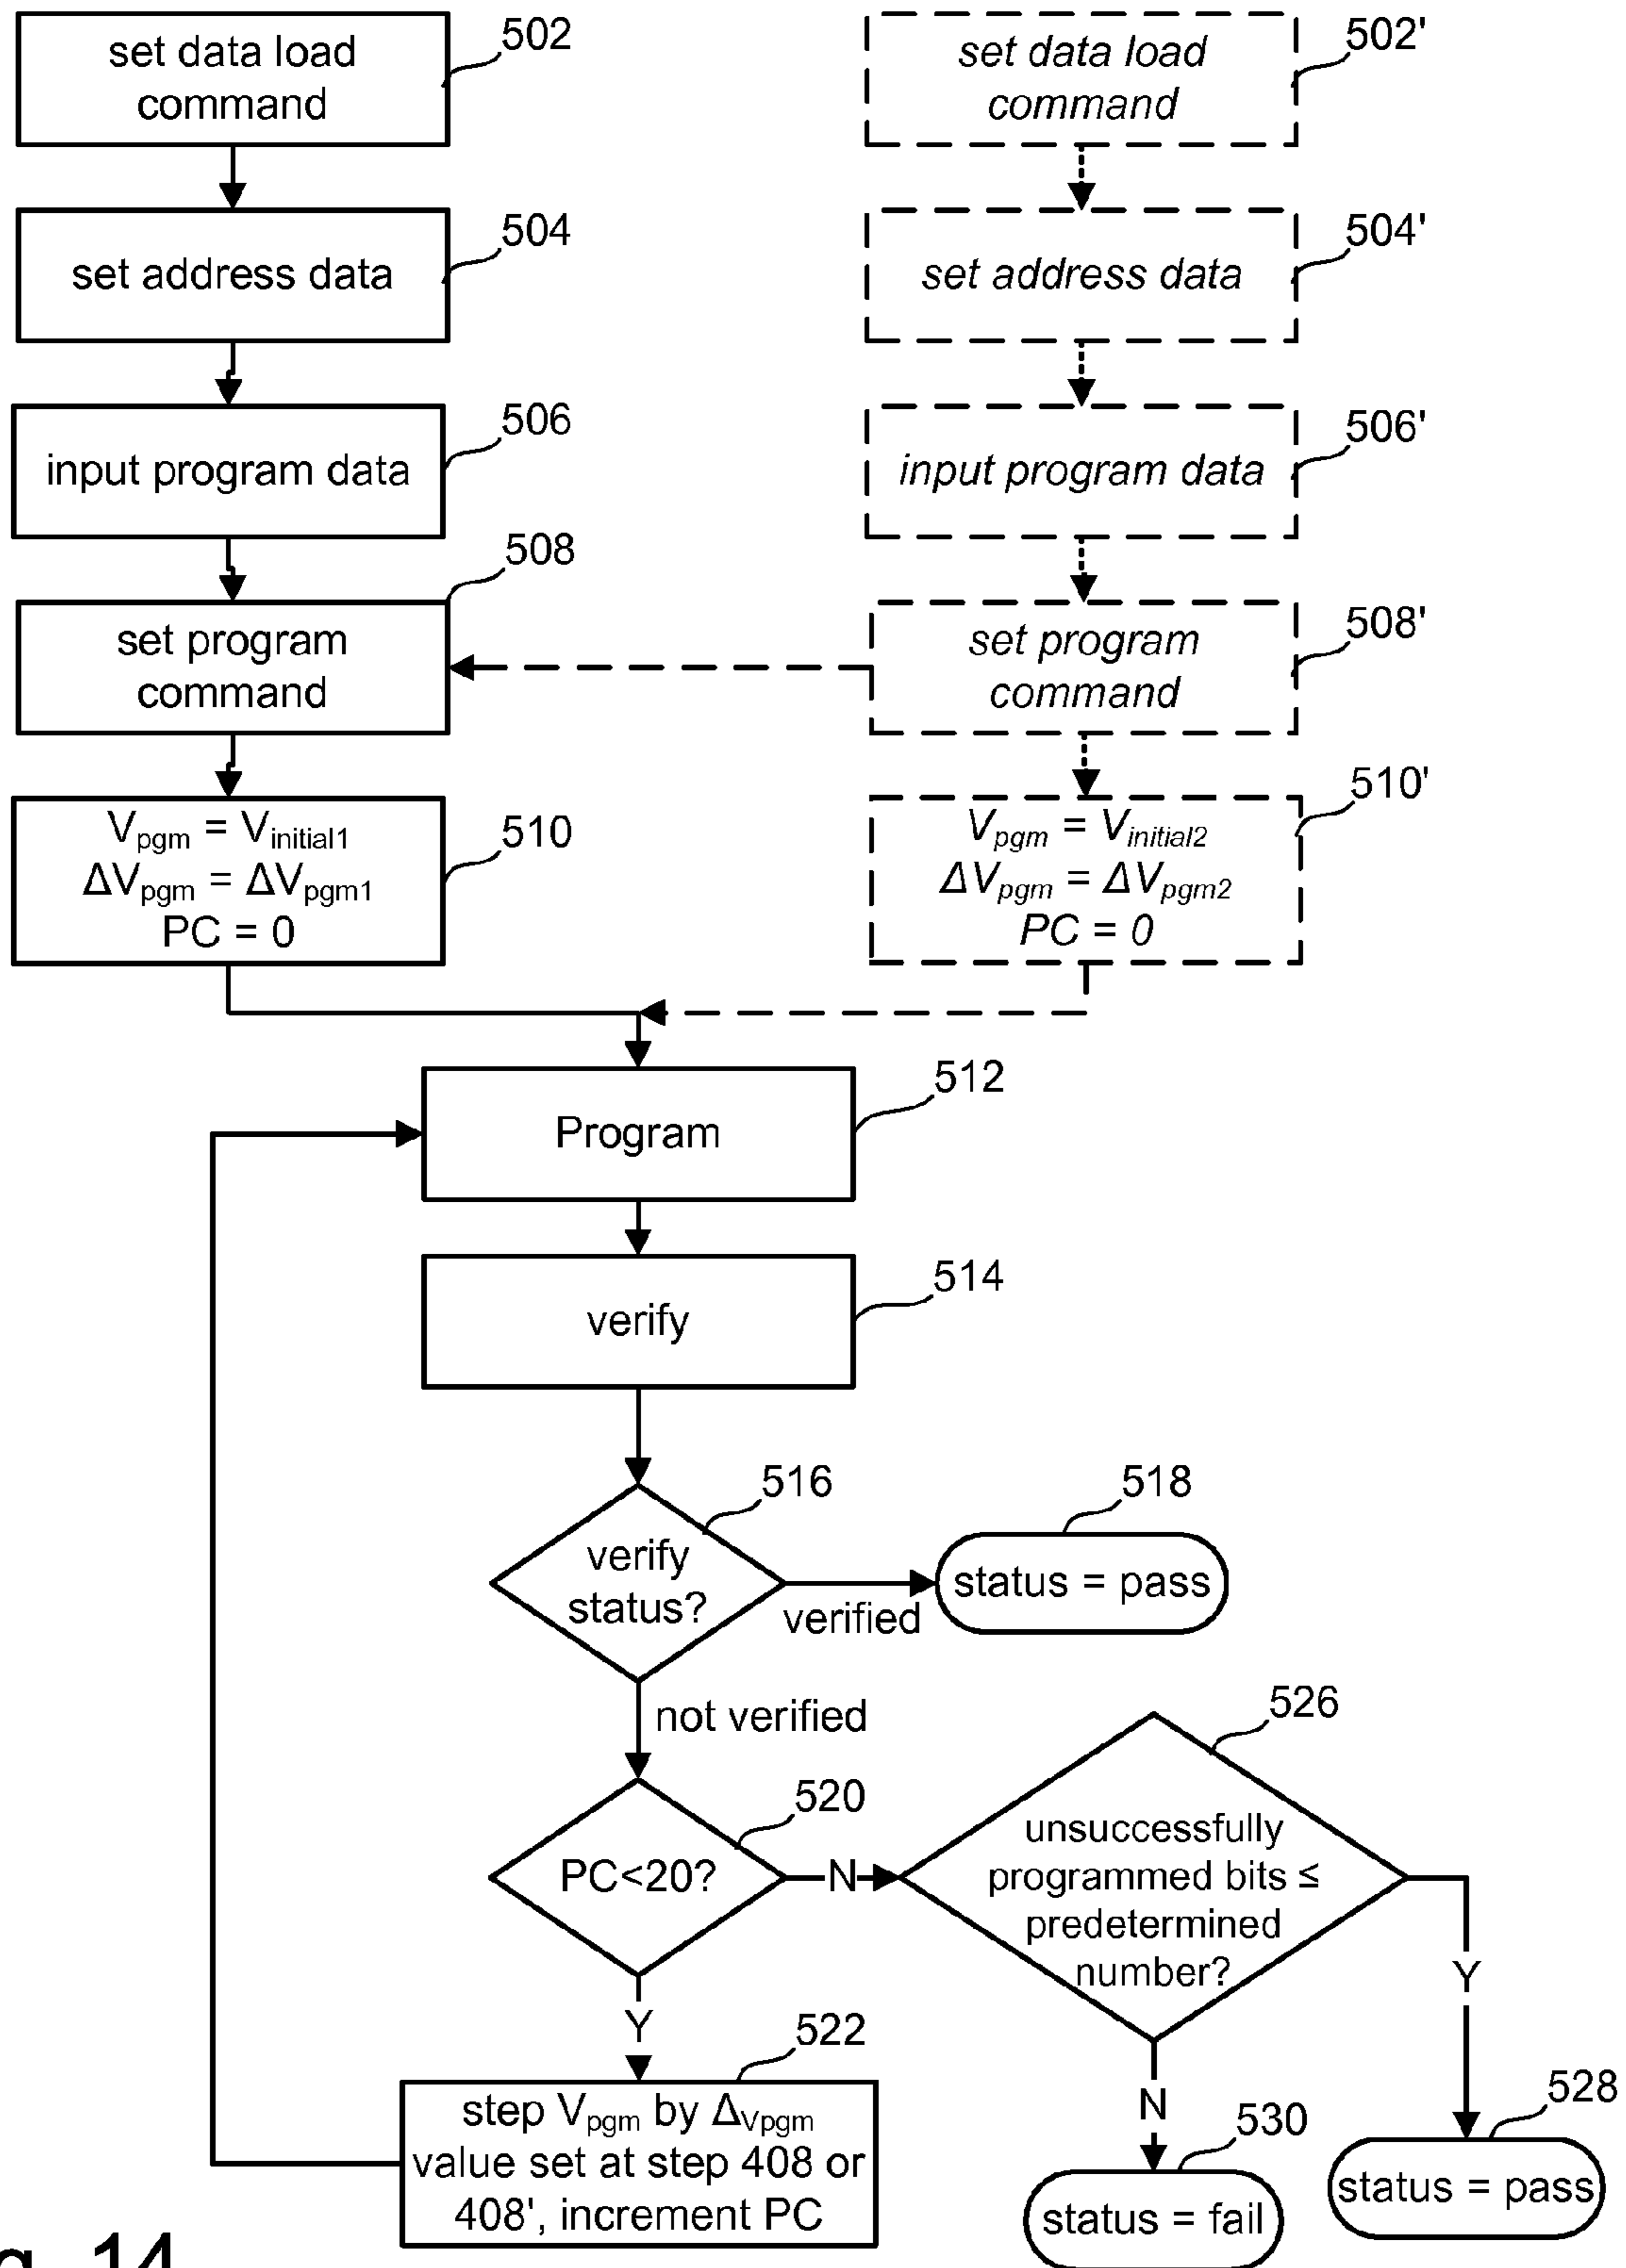 set data load
command
502
set data load
command
502'
set address data
504
set address data
504'
input program data
506
input program data
506'
set program
command
508
set program
command
508'
Vpgm = Vinitial1
ΔVpgm = ΔVpgm1
PC = 0
510
Vpgm = Vinitial2
ΔVpgm = ΔVpgm2
PC = 0
510'
Program
512
verify
514
verify
status?
516
verified
status = pass
518
not verified
PC<20?
520
N
unsuccessfully
programmed bits ≤
predetermined
number?
526
Y
Y
N
step Vpgm by ΔVpgm
value set at step 408 or
408', increment PC
522
status = fail
530
status = pass
528
14